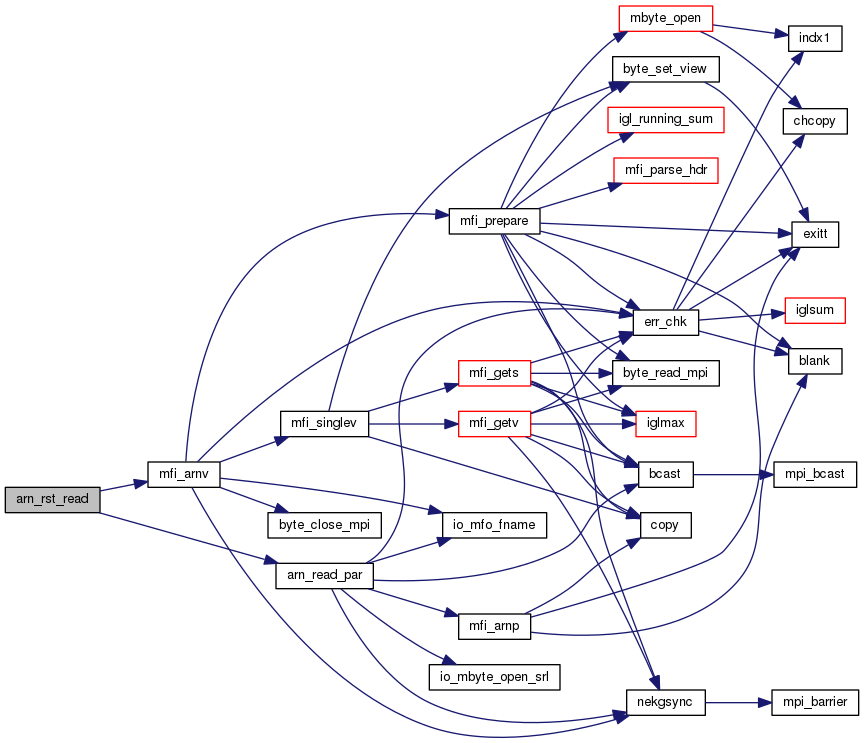 mbyte_open
indx1
byte_set_view
igl_running_sum
chcopy
mfi_parse_hdr
mfi_prepare
exitt
iglsum
err_chk
blank
mfi_gets
byte_read_mpi
mfi_singlev
mfi_getv
iglmax
mfi_arnv
bcast
mpi_bcast
arn_rst_read
byte_close_mpi
io_mfo_fname
copy
arn_read_par
mfi_arnp
io_mbyte_open_srl
nekgsync
mpi_barrier